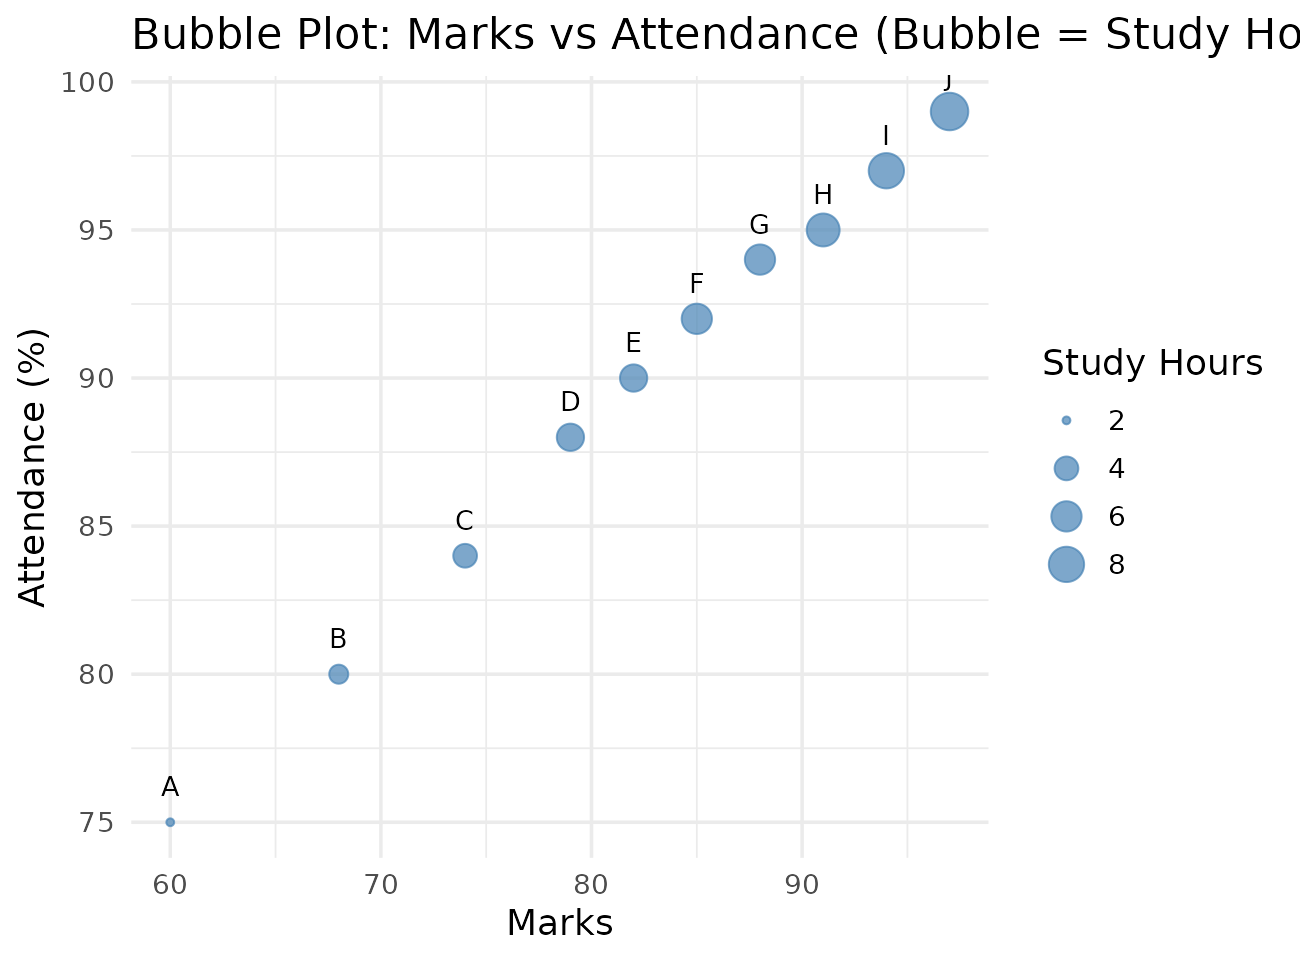 Bubble Plot: Marks vs Attendance (Bubble = Study Ho
100
J
I
H
95
G
F
E
90
D
C
85
B
80
A
75
Attendance (%)
60 70 80 90
Marks
Study Hours
2
4
6
8